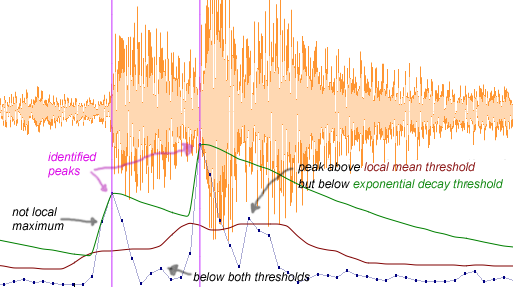 identified
peaks
peak above local mean threshold
but below exponential decay threshold
not local
maximum
below both thresholds